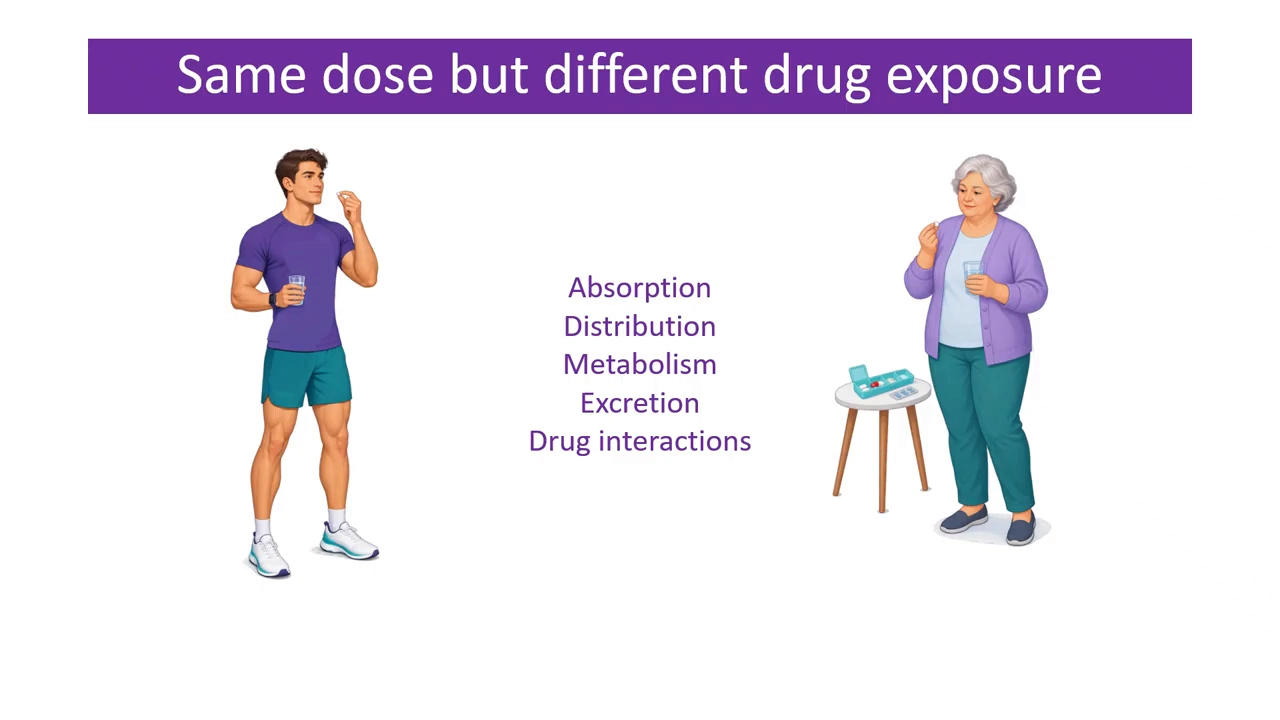 Same dose but different drug exposure
Absorption
Distribution
Metabolism
Excretion
Drug interactions